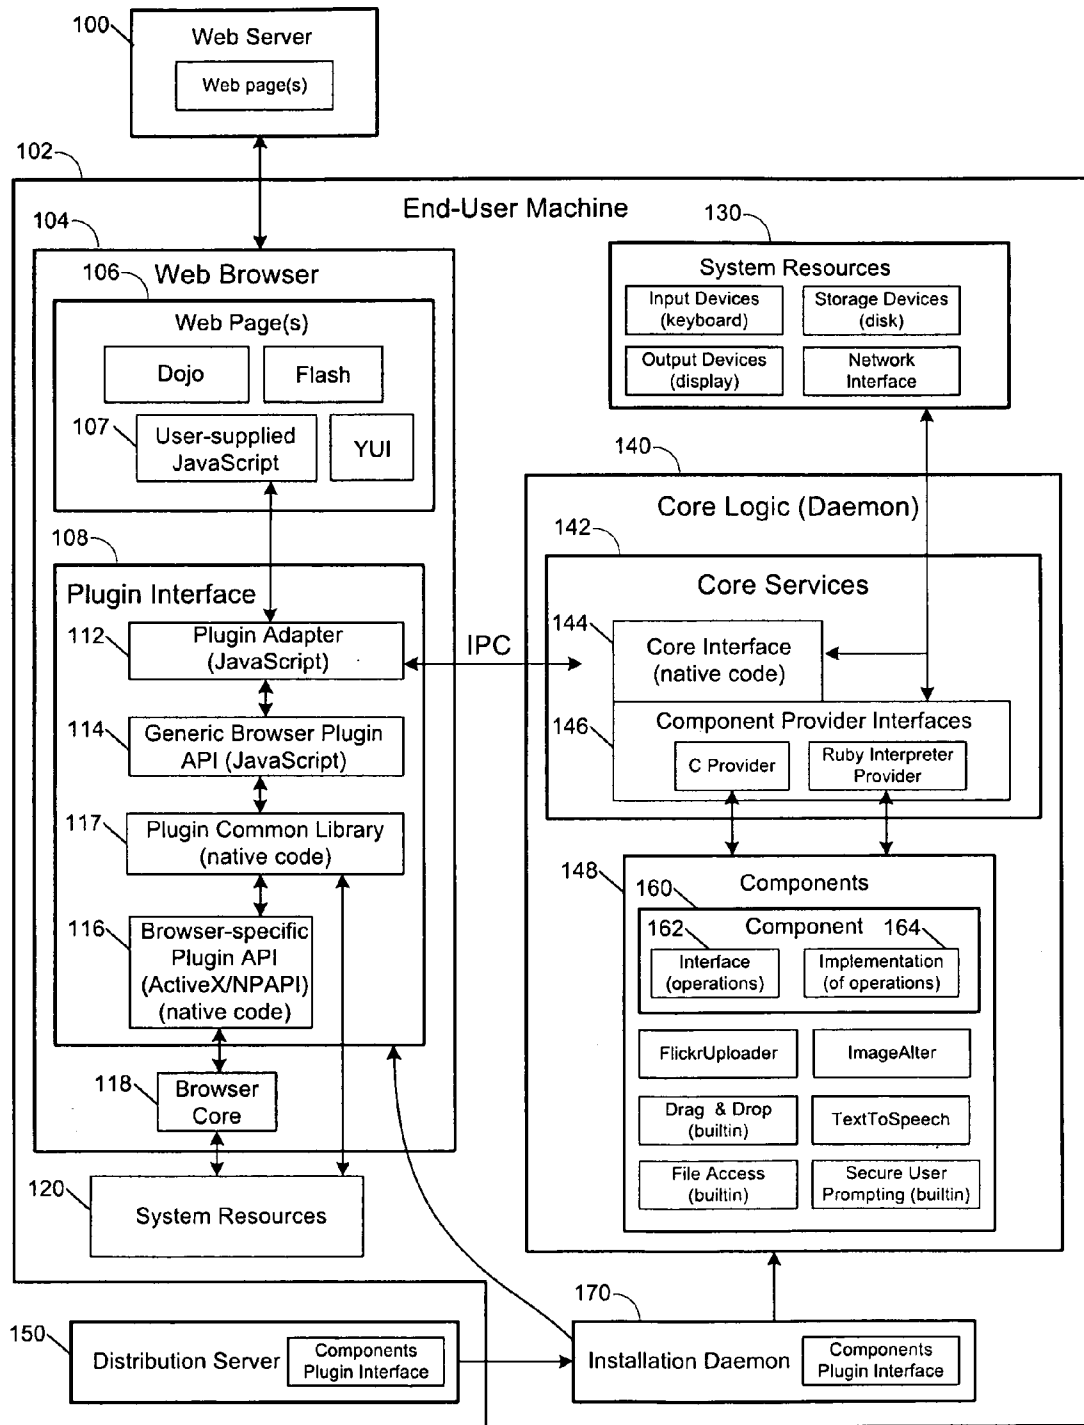 100
Web Server
Web page(s)
102
End-User Machine
104
Web Browser
106
Web Page(s)
Dojo
Flash
107
User-supplied
JavaScript
YUI
108
Plugin Interface
112
Plugin Adapter
(JavaScript)
IPC
114
Generic Browser Plugin
API (JavaScript)
117
Plugin Common Library
(native code)
116
Browser-specific
Plugin API
(ActiveX/NPAPI)
(native code)
118
Browser
Core
120
System Resources
130
System Resources
Input Devices
(keyboard)
Storage Devices
(disk)
Output Devices
(display)
Network
Interface
140
Core Logic (Daemon)
142
Core Services
144
Core Interface
(native code)
146
Component Provider Interfaces
C Provider
Ruby Interpreter
Provider
148
Components
160
Component
162
Interface
(operations)
164
Implementation
(of operations)
FlickrUploader
ImageAlter
Drag & Drop
(builtin)
TextToSpeech
File Access
(builtin)
Secure User
Prompting (builtin)
150
Distribution Server
Components
Plugin Interface
170
Installation Daemon
Components
Plugin Interface